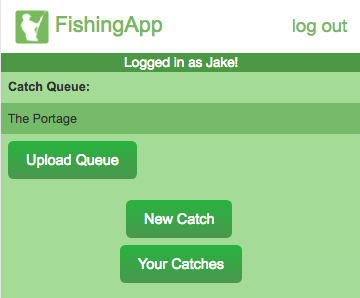 FishingApp
log out
Logged in as Jake!
Catch Queue:
The Portage
Upload Queue
New Catch
Your Catches